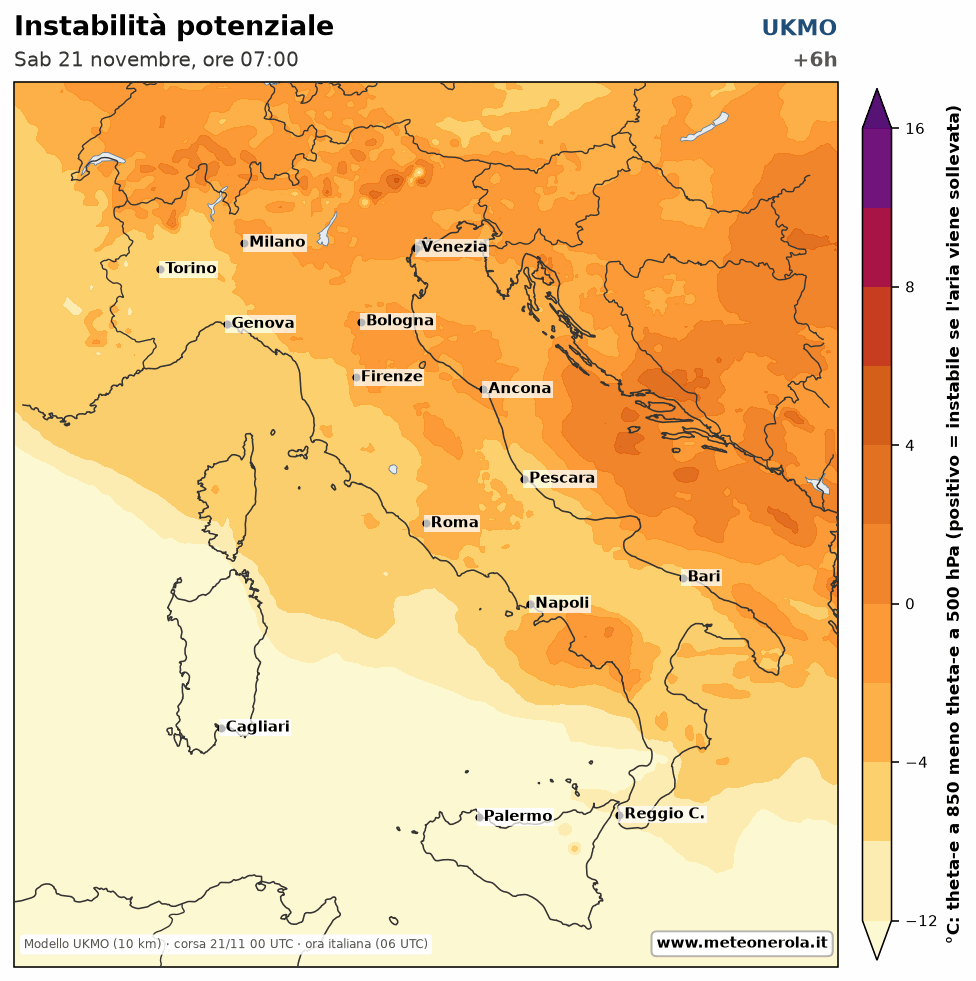 Instabilità potenziale
UKMO
Sab 21 novembre, ore 07:00
+6h
Milano
Venezia
Torino
Genova
Bologna
Firenze
Ancona
Pescara
Roma
Bari
Napoli
Cagliari
Palermo
Reggio C.
Modello UKMO (10 km) · corsa 21/11 00 UTC · ora italiana (06 UTC)
www.meteonerola.it
16
8
4
0
−4
−12
°C: theta-e a 850 meno theta-e a 500 hPa (positivo = instabile se l'aria viene sollevata)